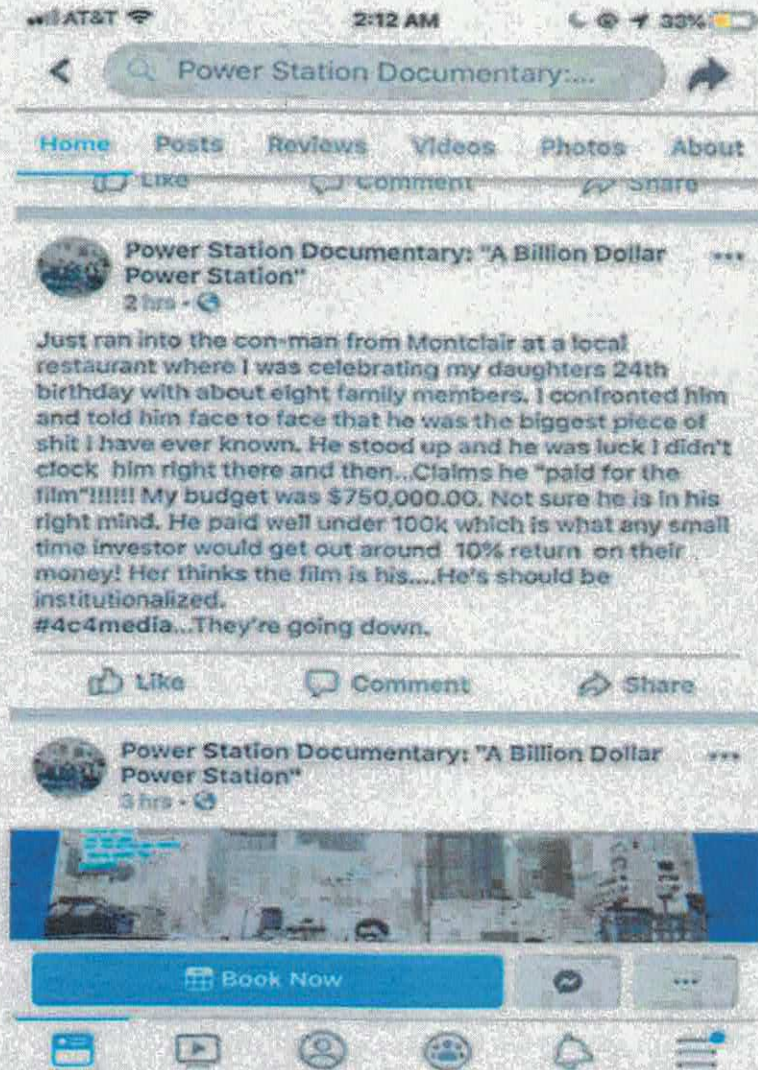 AT&T 2:12 AM 33%
Power Station Documentary:...
Home Posts Reviews Videos Photos About
Like Comment Share
Power Station Documentary: "A Billion Dollar
Power Station"
2 hrs •
Just ran into the con-man from Montclair at a local
restaurant where I was celebrating my daughters 24th
birthday with about eight family members. I confronted him
and told him face to face that he was the biggest piece of
shit I have ever known. He stood up and he was luck I didn't
clock him right there and then...Claims he "paid for the
film"!!!!!! My budget was $750,000.00. Not sure he is in his
right mind. He paid well under 100k which is what any small
time investor would get out around 10% return on their
money! Her thinks the film is his....He's should be
institutionalized.
#4c4media...They're going down.
Like Comment Share
Power Station Documentary: "A Billion Dollar
Power Station"
3 hrs •
Book Now